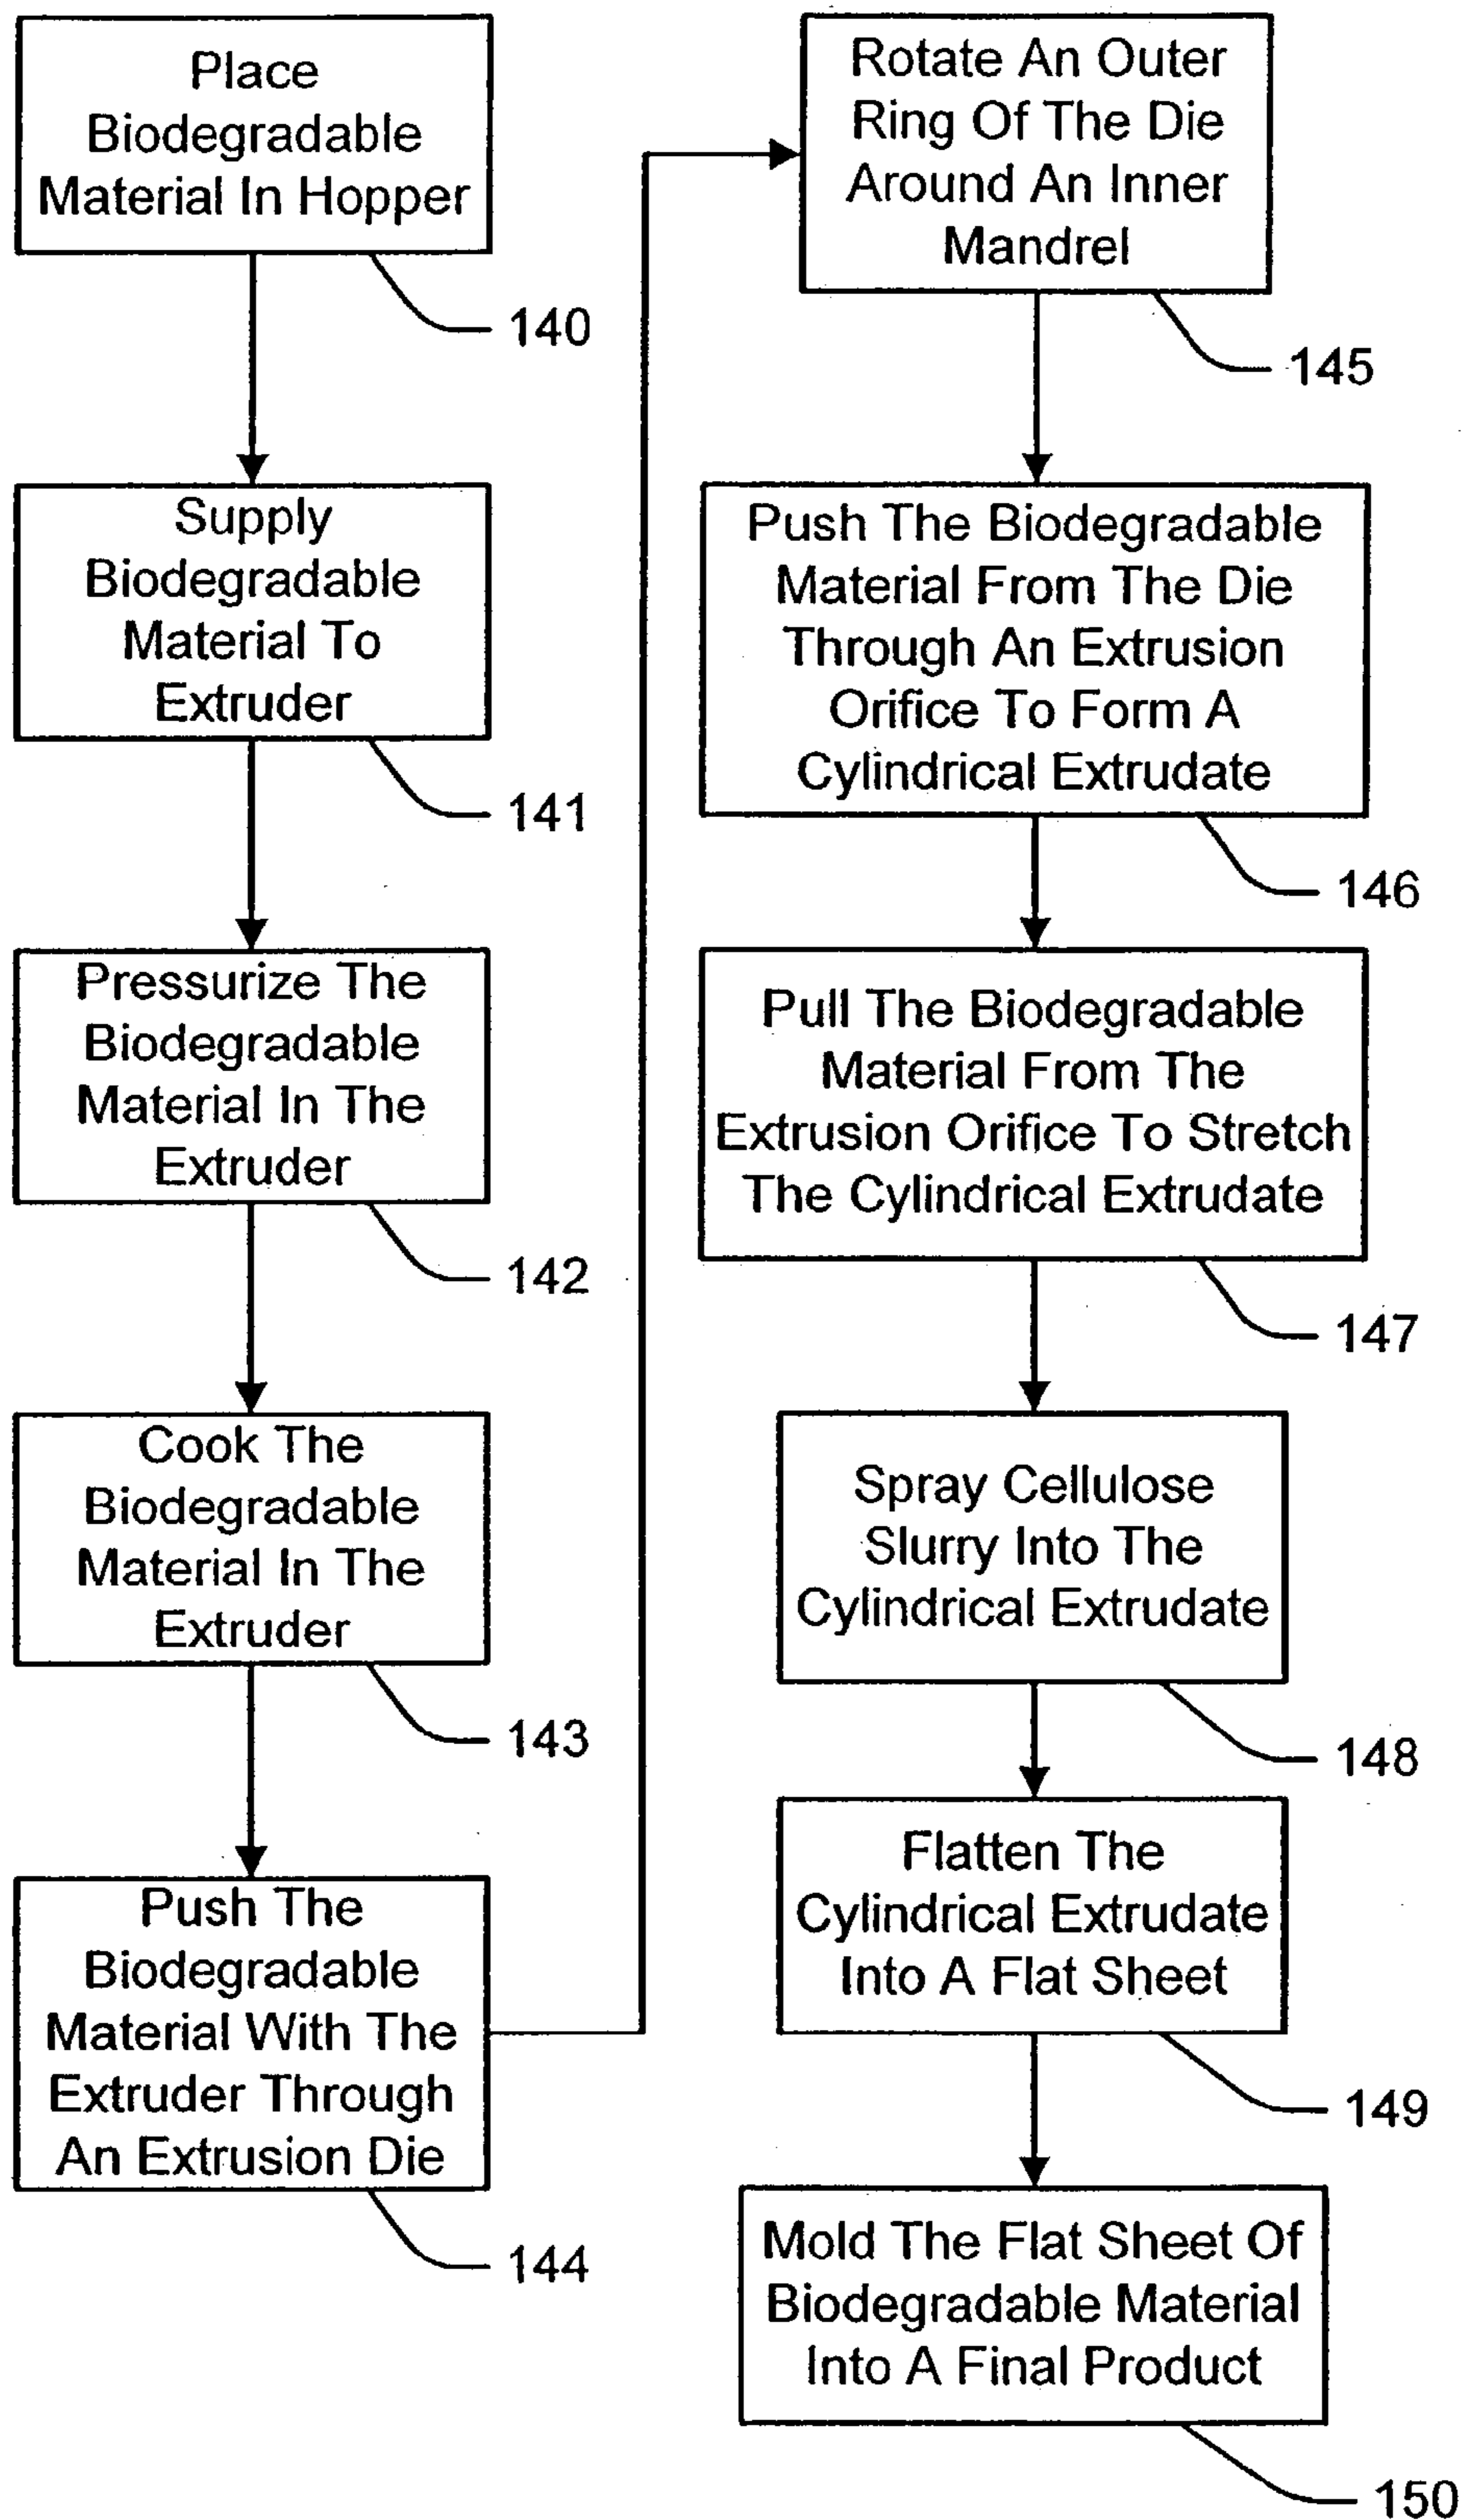 Place
Biodegradable
Material In Hopper
140
Supply
Biodegradable
Material To
Extruder
141
Pressurize The
Biodegradable
Material In The
Extruder
142
Cook The
Biodegradable
Material In The
Extruder
143
Push The
Biodegradable
Material With The
Extruder Through
An Extrusion Die
144
Rotate An Outer
Ring Of The Die
Around An Inner
Mandrel
145
Push The Biodegradable
Material From The Die
Through An Extrusion
Orifice To Form A
Cylindrical Extrudate
146
Pull The Biodegradable
Material From The
Extrusion Orifice To Stretch
The Cylindrical Extrudate
147
Spray Cellulose
Slurry Into The
Cylindrical Extrudate
148
Flatten The
Cylindrical Extrudate
Into A Flat Sheet
149
Mold The Flat Sheet Of
Biodegradable Material
Into A Final Product
150